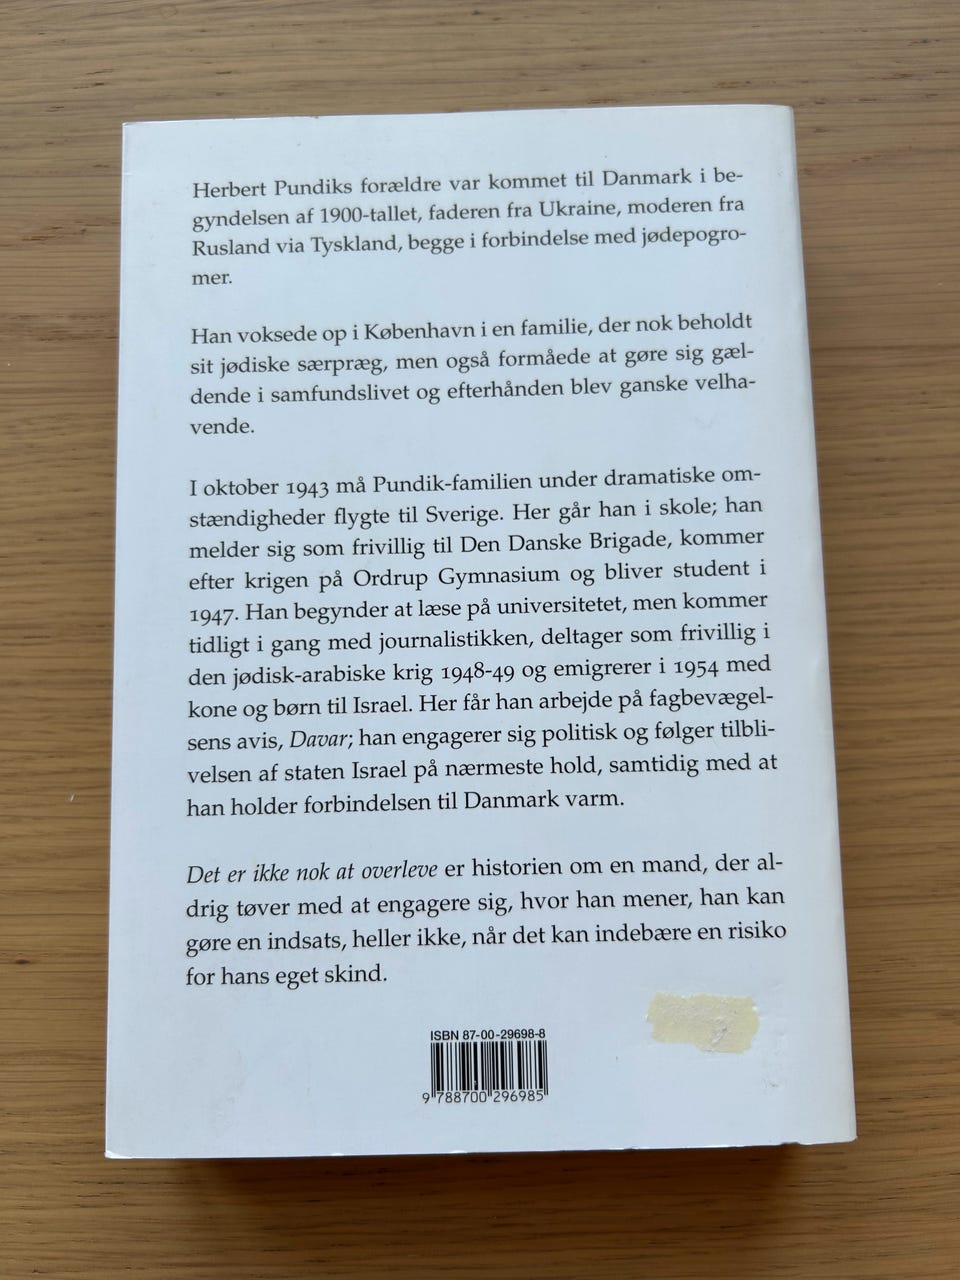 Herbert Pundiks forældre var kommet til Danmark i be-
gyndelsen af 1900-tallet, faderen fra Ukraine, moderen fra
Rusland via Tyskland, begge i forbindelse med jødepogro-
mer.
Han voksede op i København i en familie, der nok beholdt
sit jødiske særpræg, men også formåede at gøre sig gæl-
dende i samfundslivet og efterhånden blev ganske velha-
vende.
I oktober 1943 må Pundik-familien under dramatiske om-
stændigheder flygte til Sverige. Her går han i skole; han
melder sig som frivillig til Den Danske Brigade, kommer
efter krigen på Ordrup Gymnasium og bliver student i
1947. Han begynder at læse på universitetet, men kommer
tidligt i gang med journalistikken, deltager som frivillig i
den jødisk-arabiske krig 1948-49 og emigrerer i 1954 med
kone og børn til Israel. Her får han arbejde på fagbevægel-
sens avis, Davar; han engagerer sig politisk og følger tilbli-
velsen af staten Israel på nærmeste hold, samtidig med at
han holder forbindelsen til Danmark varm.
Det er ikke nok at overleve er historien om en mand, der al-
drig tøver med at engagere sig, hvor han mener, han kan
gøre en indsats, heller ikke, når det kan indebære en risiko
for hans eget skind.
ISBN 87-00-29698-8
9 788700 296985